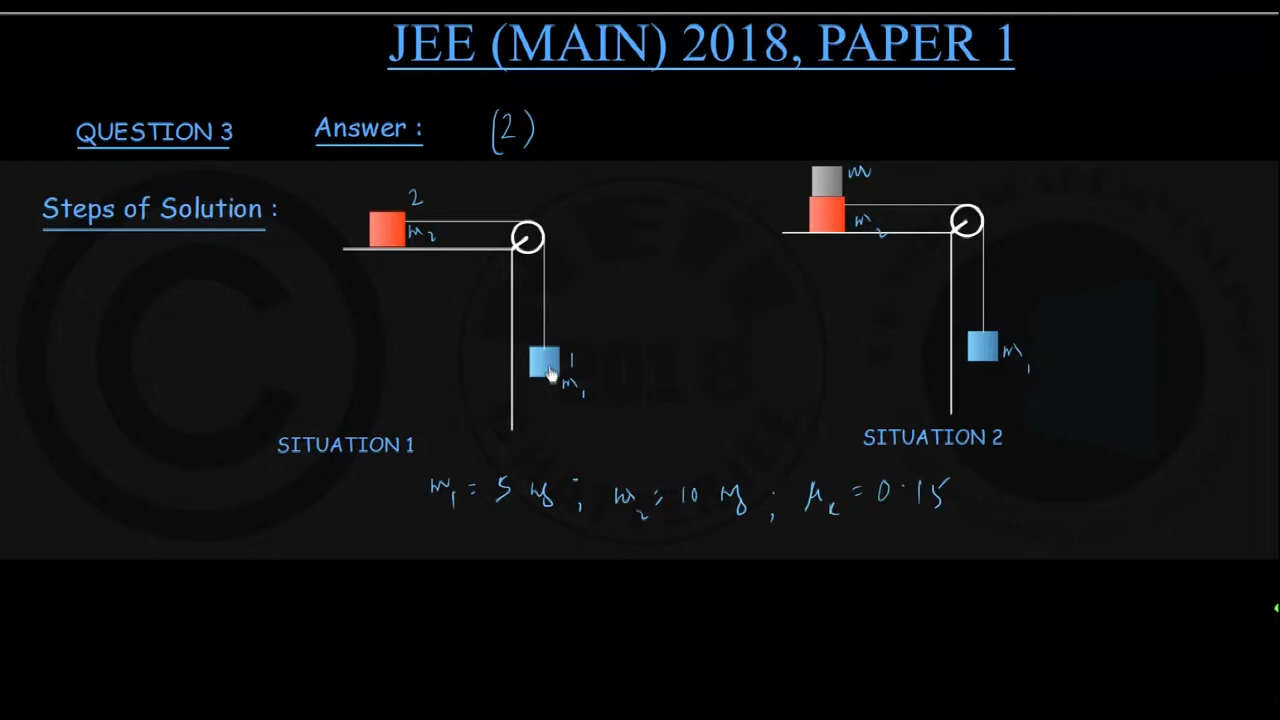 JEE (MAIN) 2018, PAPER 1
QUESTION 3
Answer :
(2)
Steps of Solution :
2
m₂
1
m₁
SITUATION 1
m
m₂
m₁
SITUATION 2
m₁ = 5 kg ; m₂ = 10 kg ; μₖ = 0.15